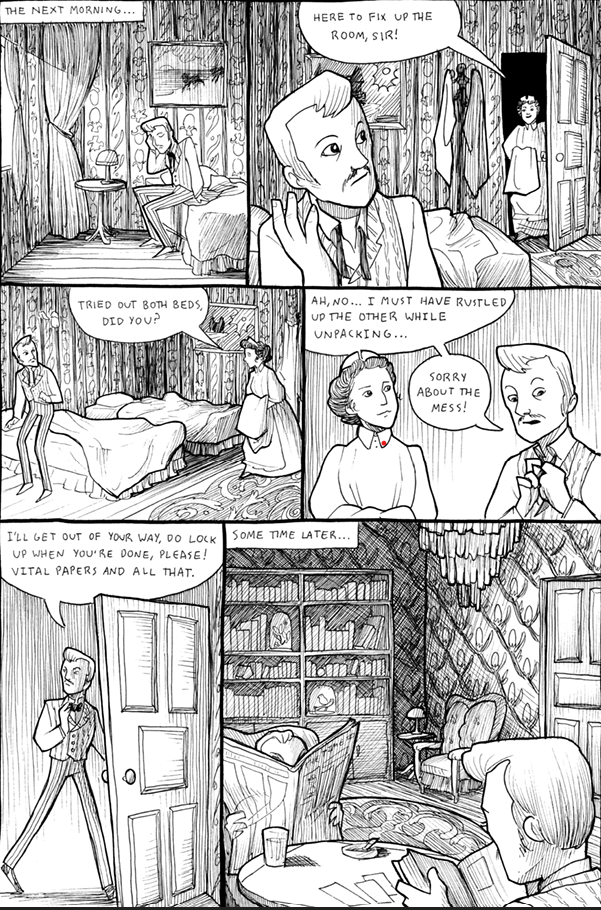 THE NEXT MORNING...
HERE TO FIX UP THE
ROOM, SIR!
TRIED OUT BOTH BEDS,
DID YOU?
AH, NO... I MUST HAVE RUSTLED
UP THE OTHER WHILE
UNPACKING...
SORRY
ABOUT THE
MESS!
I'LL GET OUT OF YOUR WAY, DO LOCK
UP WHEN YOU'RE DONE, PLEASE!
VITAL PAPERS AND ALL THAT.
SOME TIME LATER...